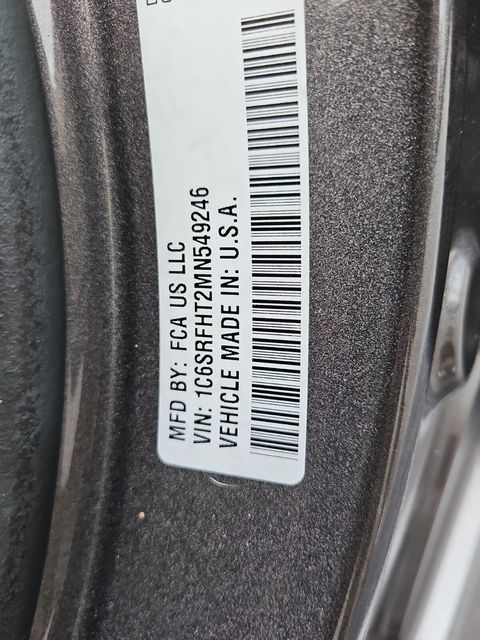 MFD BY: FCA US LLC
VIN: 1C6SRFHT2MN549246
VEHICLE MADE IN: U.S.A.